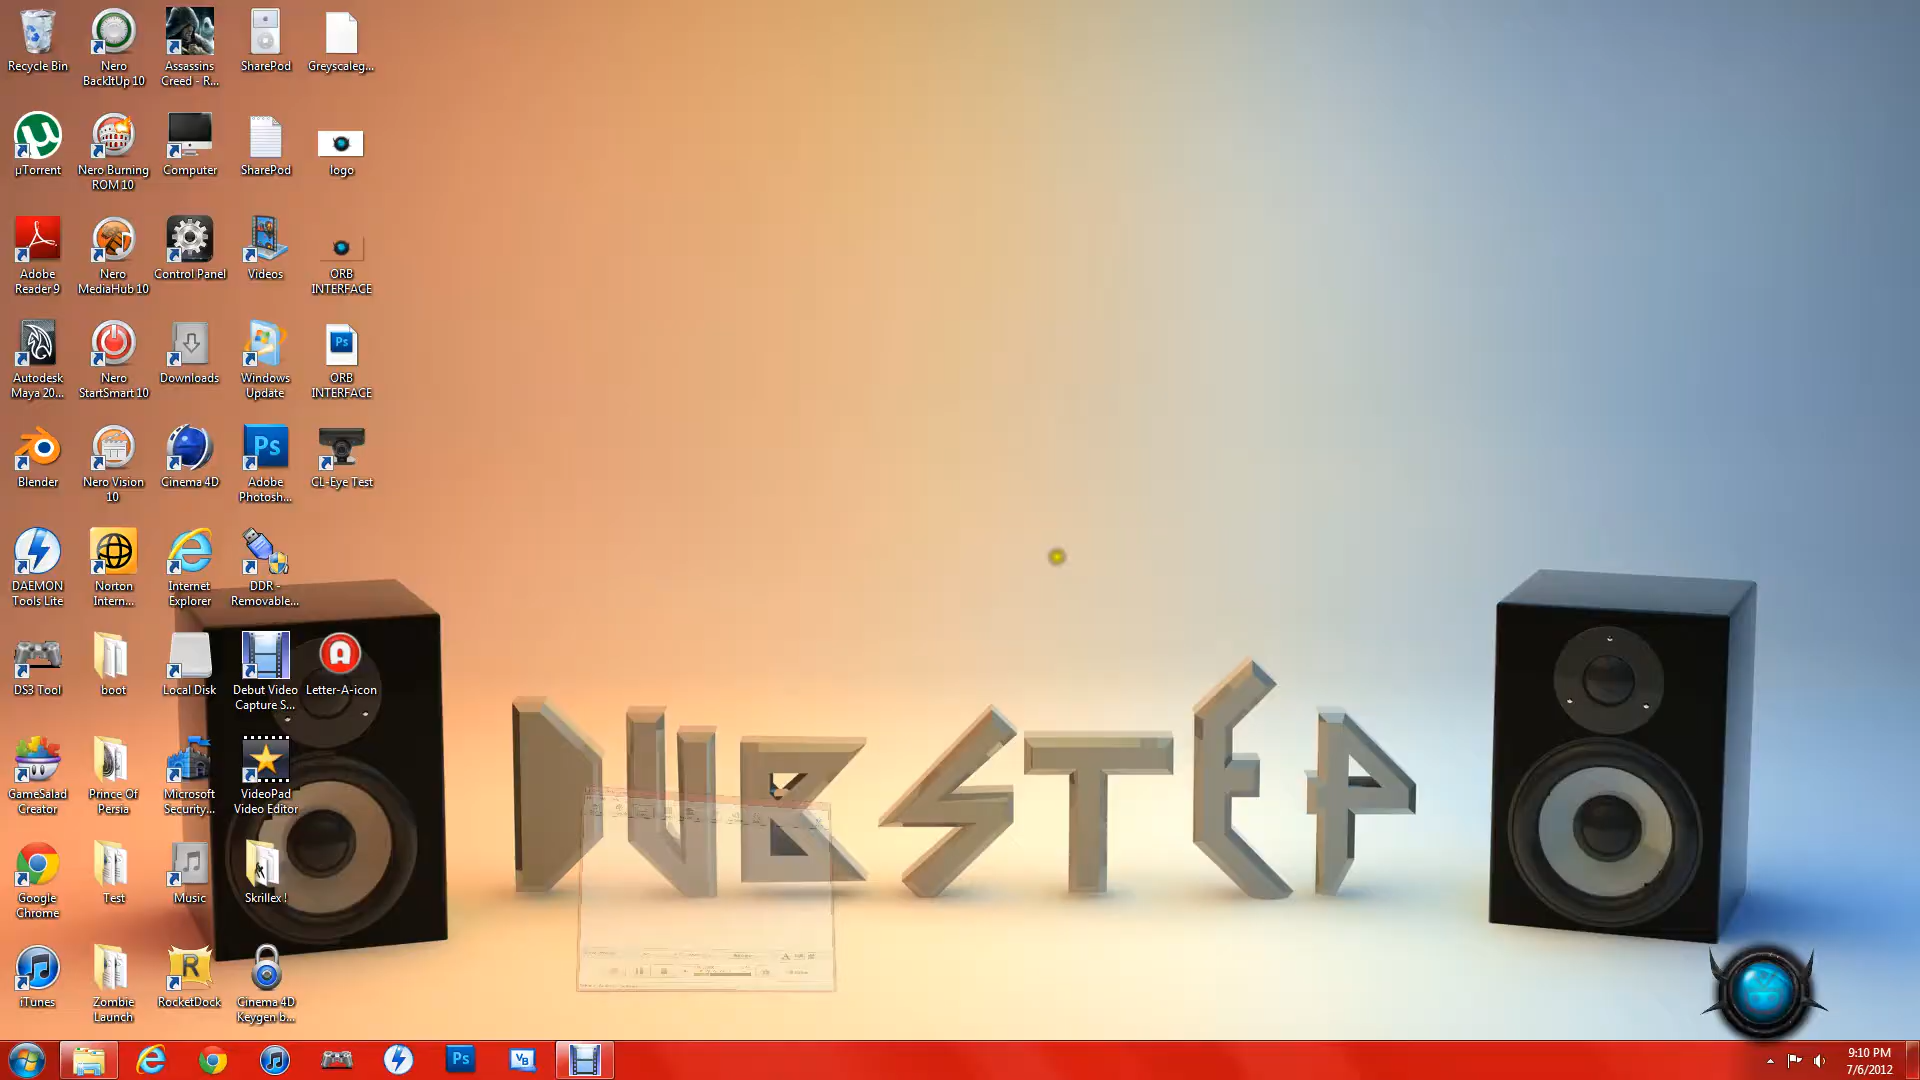 Recycle Bin
Nero
BackItUp 10
Assassins
Creed - R...
SharePod
Greyscaleg...
µTorrent
Nero Burning
ROM 10
Computer
SharePod
logo
Adobe
Reader 9
Nero
MediaHub 10
Control Panel
Videos
ORB
INTERFACE
Autodesk
Maya 20...
Nero
StartSmart 10
Downloads
Windows
Update
Ps
ORB
INTERFACE
Blender
Nero Vision
10
Cinema 4D
Ps
Adobe
Photosh...
CL-Eye Test
DAEMON
Tools Lite
Norton
Intern...
Internet
Explorer
DDR -
Removable...
DS3 Tool
boot
Local Disk
Debut Video
Capture S...
A
Letter-A-icon
GameSalad
Creator
Prince Of
Persia
Microsoft
Security...
VideoPad
Video Editor
Google
Chrome
Test
Music
Skrillex !
iTunes
Zombie
Launch
R
RocketDock
Cinema 4D
Keygen b...
DUBSTEP
Ps
VB
9:10 PM
7/6/2012